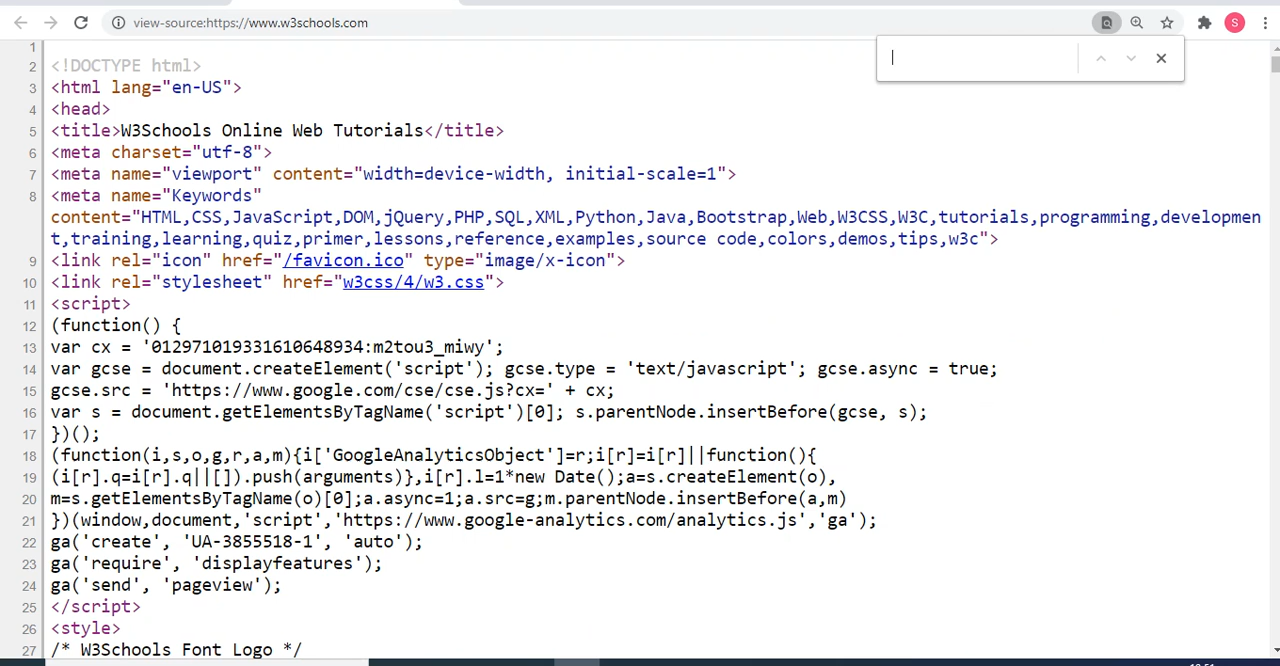 view-source:https://www.w3schools.com
S
1
2 <!DOCTYPE html>
3 <html lang="en-US">
4 <head>
5 <title>W3Schools Online Web Tutorials</title>
6 <meta charset="utf-8">
7 <meta name="viewport" content="width=device-width, initial-scale=1">
8 <meta name="Keywords"
content="HTML,CSS,JavaScript,DOM,jQuery,PHP,SQL,XML,Python,Java,Bootstrap,Web,W3CSS,W3C,tutorials,programming,developmen
t,training,learning,quiz,primer,lessons,reference,examples,source code,colors,demos,tips,w3c">
9 <link rel="icon" href="/favicon.ico" type="image/x-icon">
10 <link rel="stylesheet" href="w3css/4/w3.css">
11 <script>
12 (function() {
13 var cx = '012971019331610648934:m2tou3_miwy';
14 var gcse = document.createElement('script'); gcse.type = 'text/javascript'; gcse.async = true;
15 gcse.src = 'https://www.google.com/cse/cse.js?cx=' + cx;
16 var s = document.getElementsByTagName('script')[0]; s.parentNode.insertBefore(gcse, s);
17 })();
18 (function(i,s,o,g,r,a,m){i['GoogleAnalyticsObject']=r;i[r]=i[r]||function(){
19 (i[r].q=i[r].q||[]).push(arguments)},i[r].l=1*new Date();a=s.createElement(o),
20 m=s.getElementsByTagName(o)[0];a.async=1;a.src=g;m.parentNode.insertBefore(a,m)
21 })(window,document,'script','https://www.google-analytics.com/analytics.js','ga');
22 ga('create', 'UA-3855518-1', 'auto');
23 ga('require', 'displayfeatures');
24 ga('send', 'pageview');
25 </script>
26 <style>
27 /* W3Schools Font Logo */